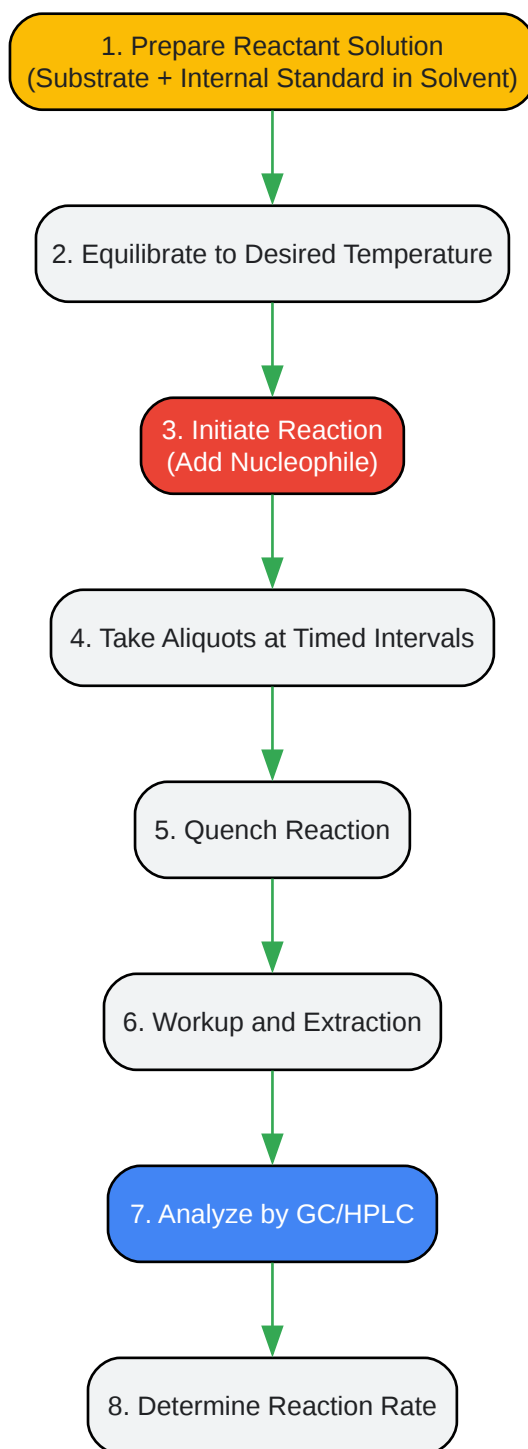 1. Prepare Reactant Solution
(Substrate + Internal Standard in Solvent)
2. Equilibrate to Desired Temperature
3. Initiate Reaction
(Add Nucleophile)
4. Take Aliquots at Timed Intervals
5. Quench Reaction
6. Workup and Extraction
7. Analyze by GC/HPLC
8. Determine Reaction Rate